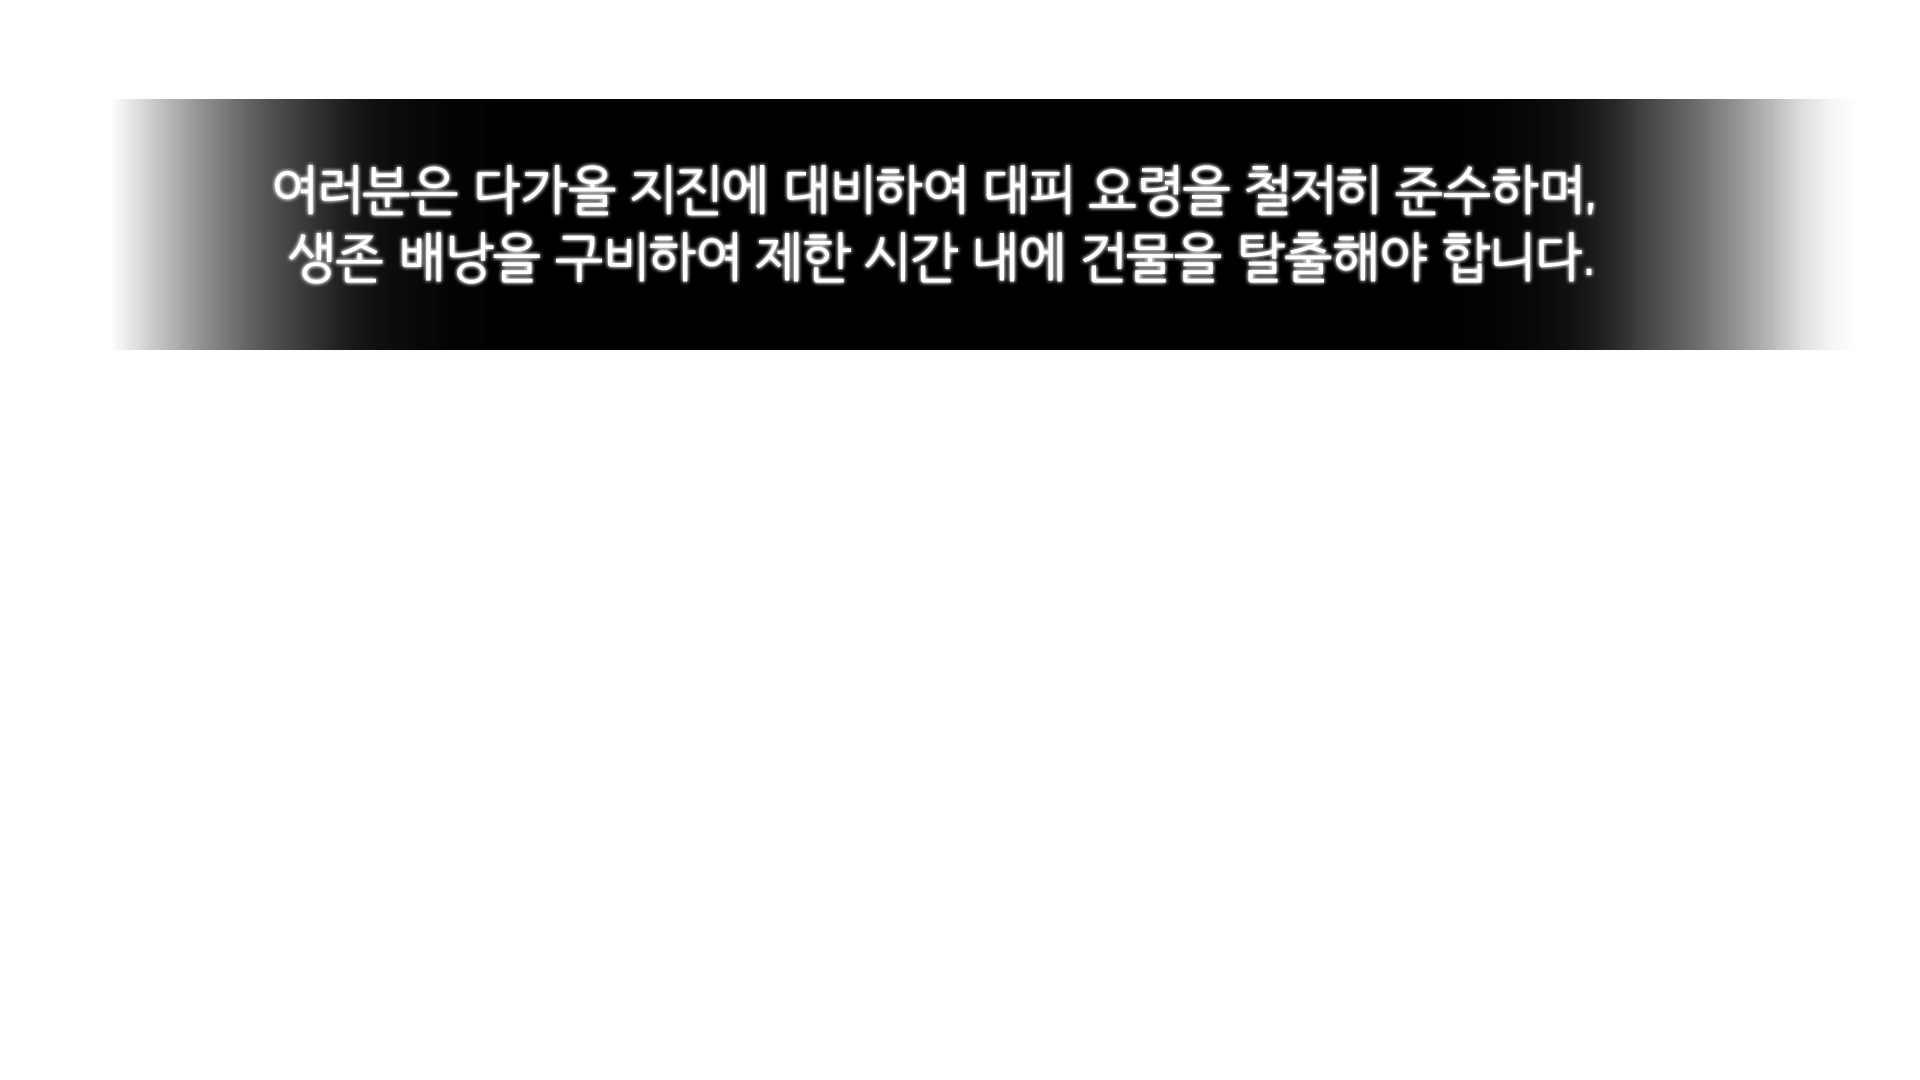 여러분은 다가올 지진에 대비하여 대피 요령을 철저히 준수하며,
생존 배낭을 구비하여 제한 시간 내에 건물을 탈출해야 합니다.